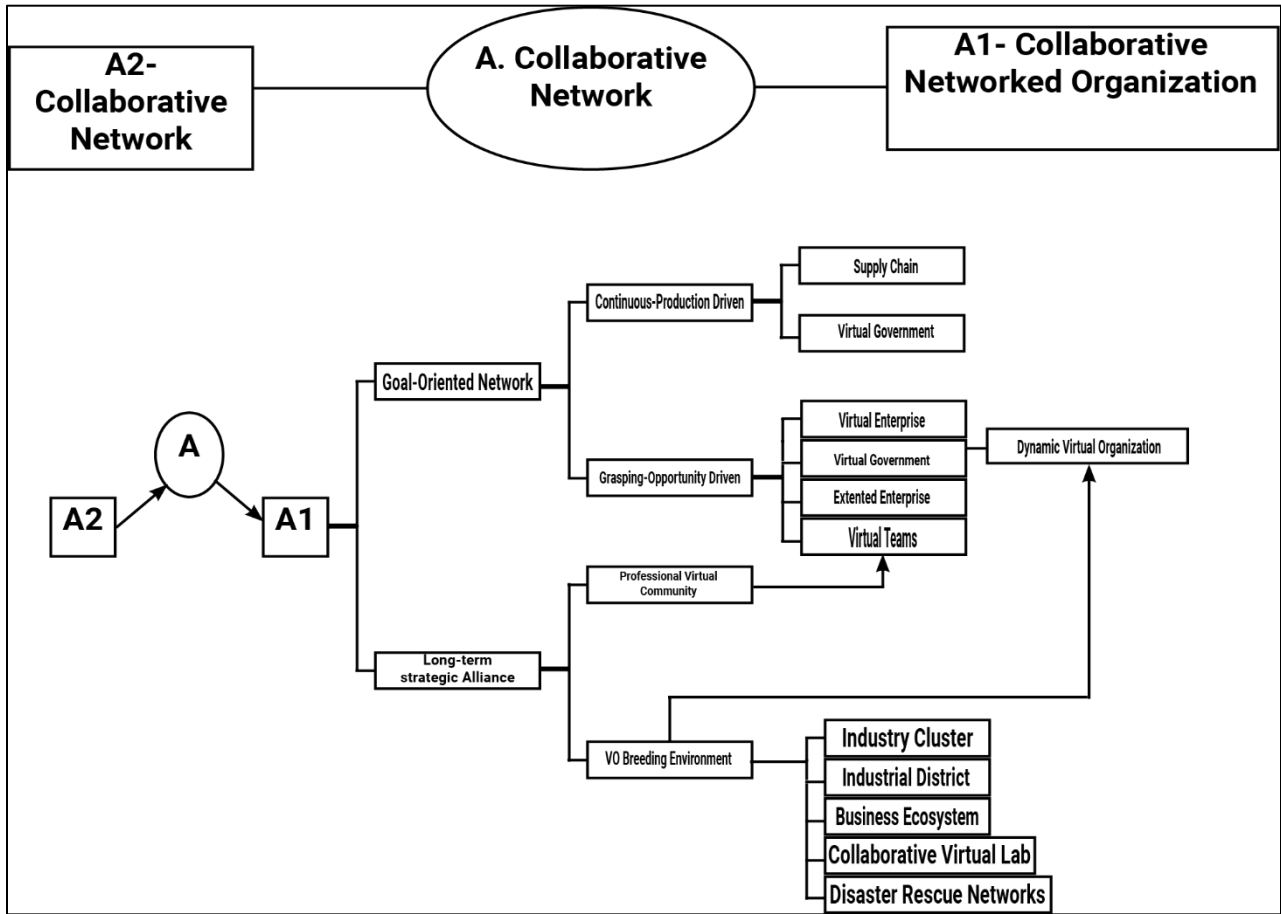 A2-
Collaborative
Network
A. Collaborative
Network
A1- Collaborative
Networked Organization
Supply Chain
Continuous-Production Driven
Virtual Government
Goal-Oriented Network
Virtual Enterprise
Virtual Government
Dynamic Virtual Organization
Grasping-Opportunity Driven
Extented Enterprise
Virtual Teams
A
A2
A1
Professional Virtual
Community
Long-term
strategic Alliance
VO Breeding Environment
Industry Cluster
Industrial District
Business Ecosystem
Collaborative Virtual Lab
Disaster Rescue Networks